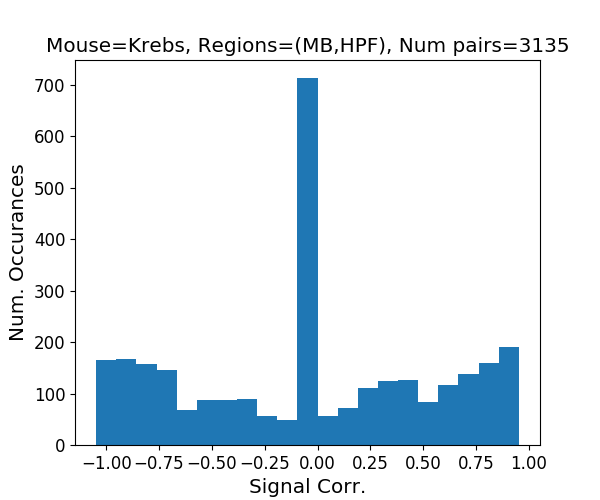 Mouse=Krebs, Regions=(MB,HPF), Num pairs=3135
Num. Occurances
700
600
500
400
300
200
100
0
−1.00 −0.75 −0.50 −0.25 0.00 0.25 0.50 0.75 1.00
Signal Corr.